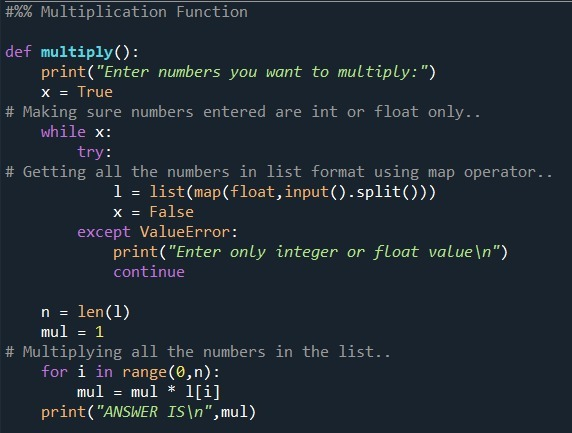 #%% Multiplication Function
def multiply():
    print("Enter numbers you want to multiply:")
    x = True
# Making sure numbers entered are int or float only..
    while x:
        try:
# Getting all the numbers in list format using map operator..
            l = list(map(float,input().split()))
            x = False
        except ValueError:
            print("Enter only integer or float value\n")
            continue
    n = len(l)
    mul = 1
# Multiplying all the numbers in the list..
    for i in range(0,n):
        mul = mul * l[i]
    print("ANSWER IS\n",mul)